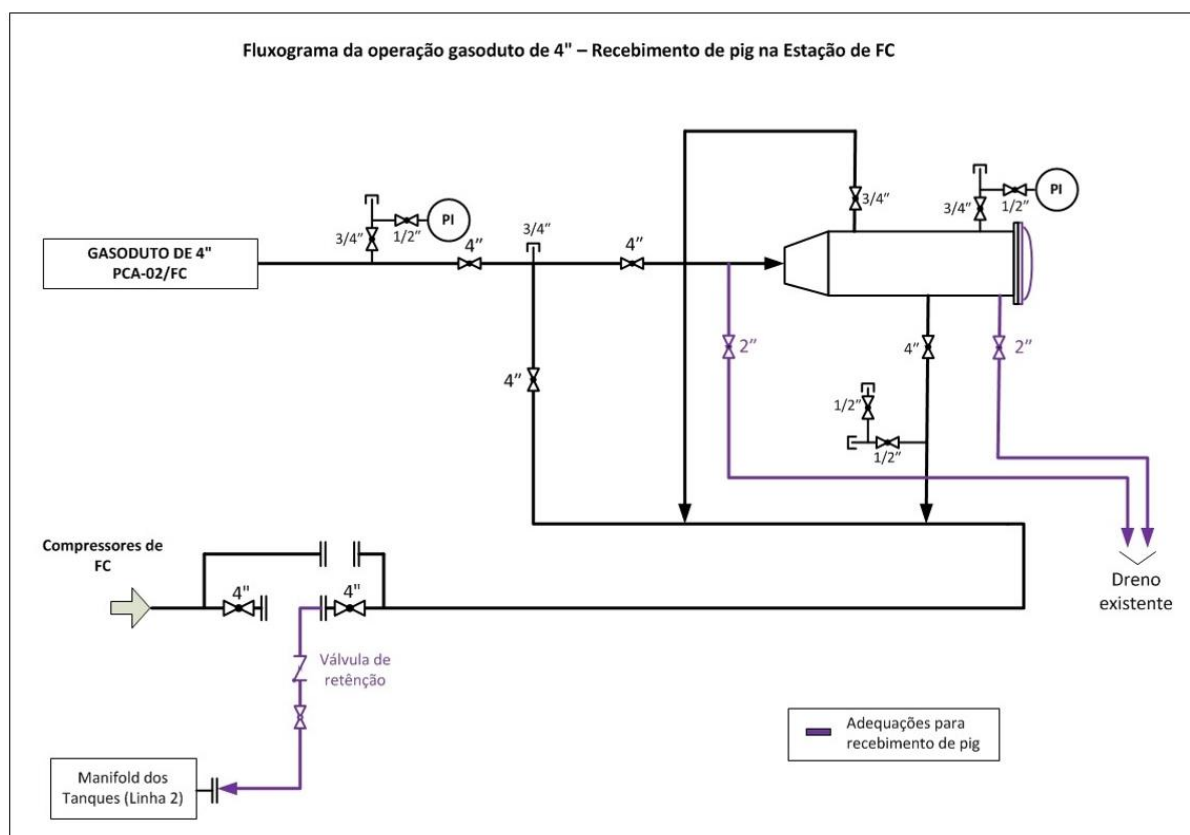 Fluxograma da operação gasoduto de 4" – Recebimento de pig na Estação de FC
3/4"
3/4"
1/2"
PI
3/4"
1/2"
PI
3/4"
4"
4"
GASODUTO DE 4"
PCA-02/FC
2"
4"
2"
4"
1/2"
1/2"
Compressores de
FC
4"
4"
Dreno
existente
Válvula de
retênção
Adequações para
recebimento de pig
Manifold dos
Tanques (Linha 2)